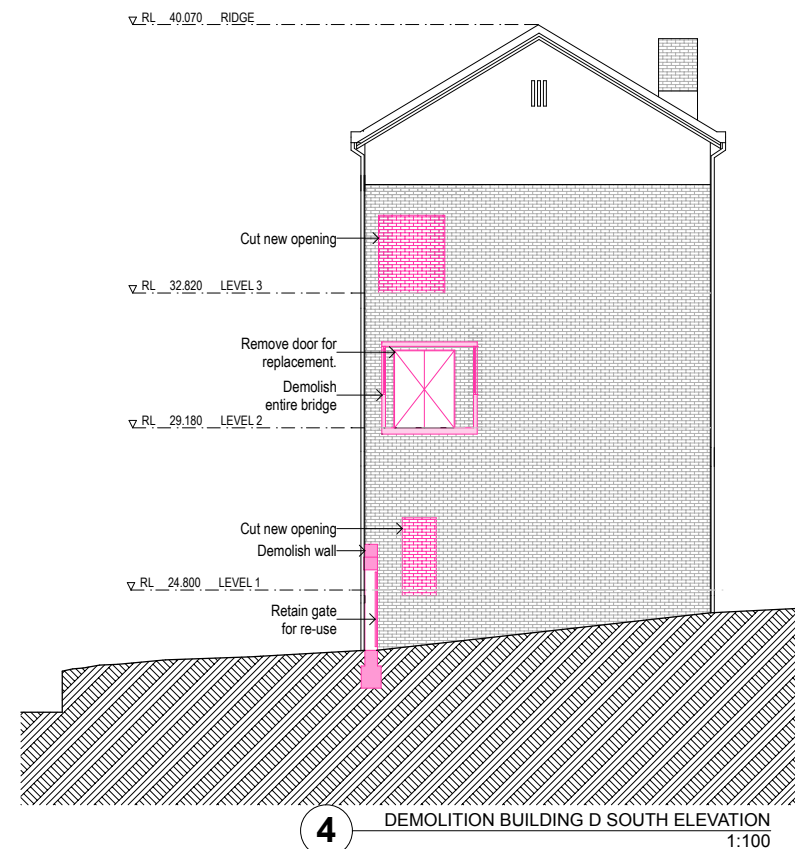 RL 40.070 RIDGE
Cut new opening
RL 32.820 LEVEL 3
Remove door for
replacement.
Demolish
entire bridge
RL 29.180 LEVEL 2
Cut new opening
Demolish wall
RL 24.800 LEVEL 1
Retain gate
for re-use
4 DEMOLITION BUILDING D SOUTH ELEVATION
1:100